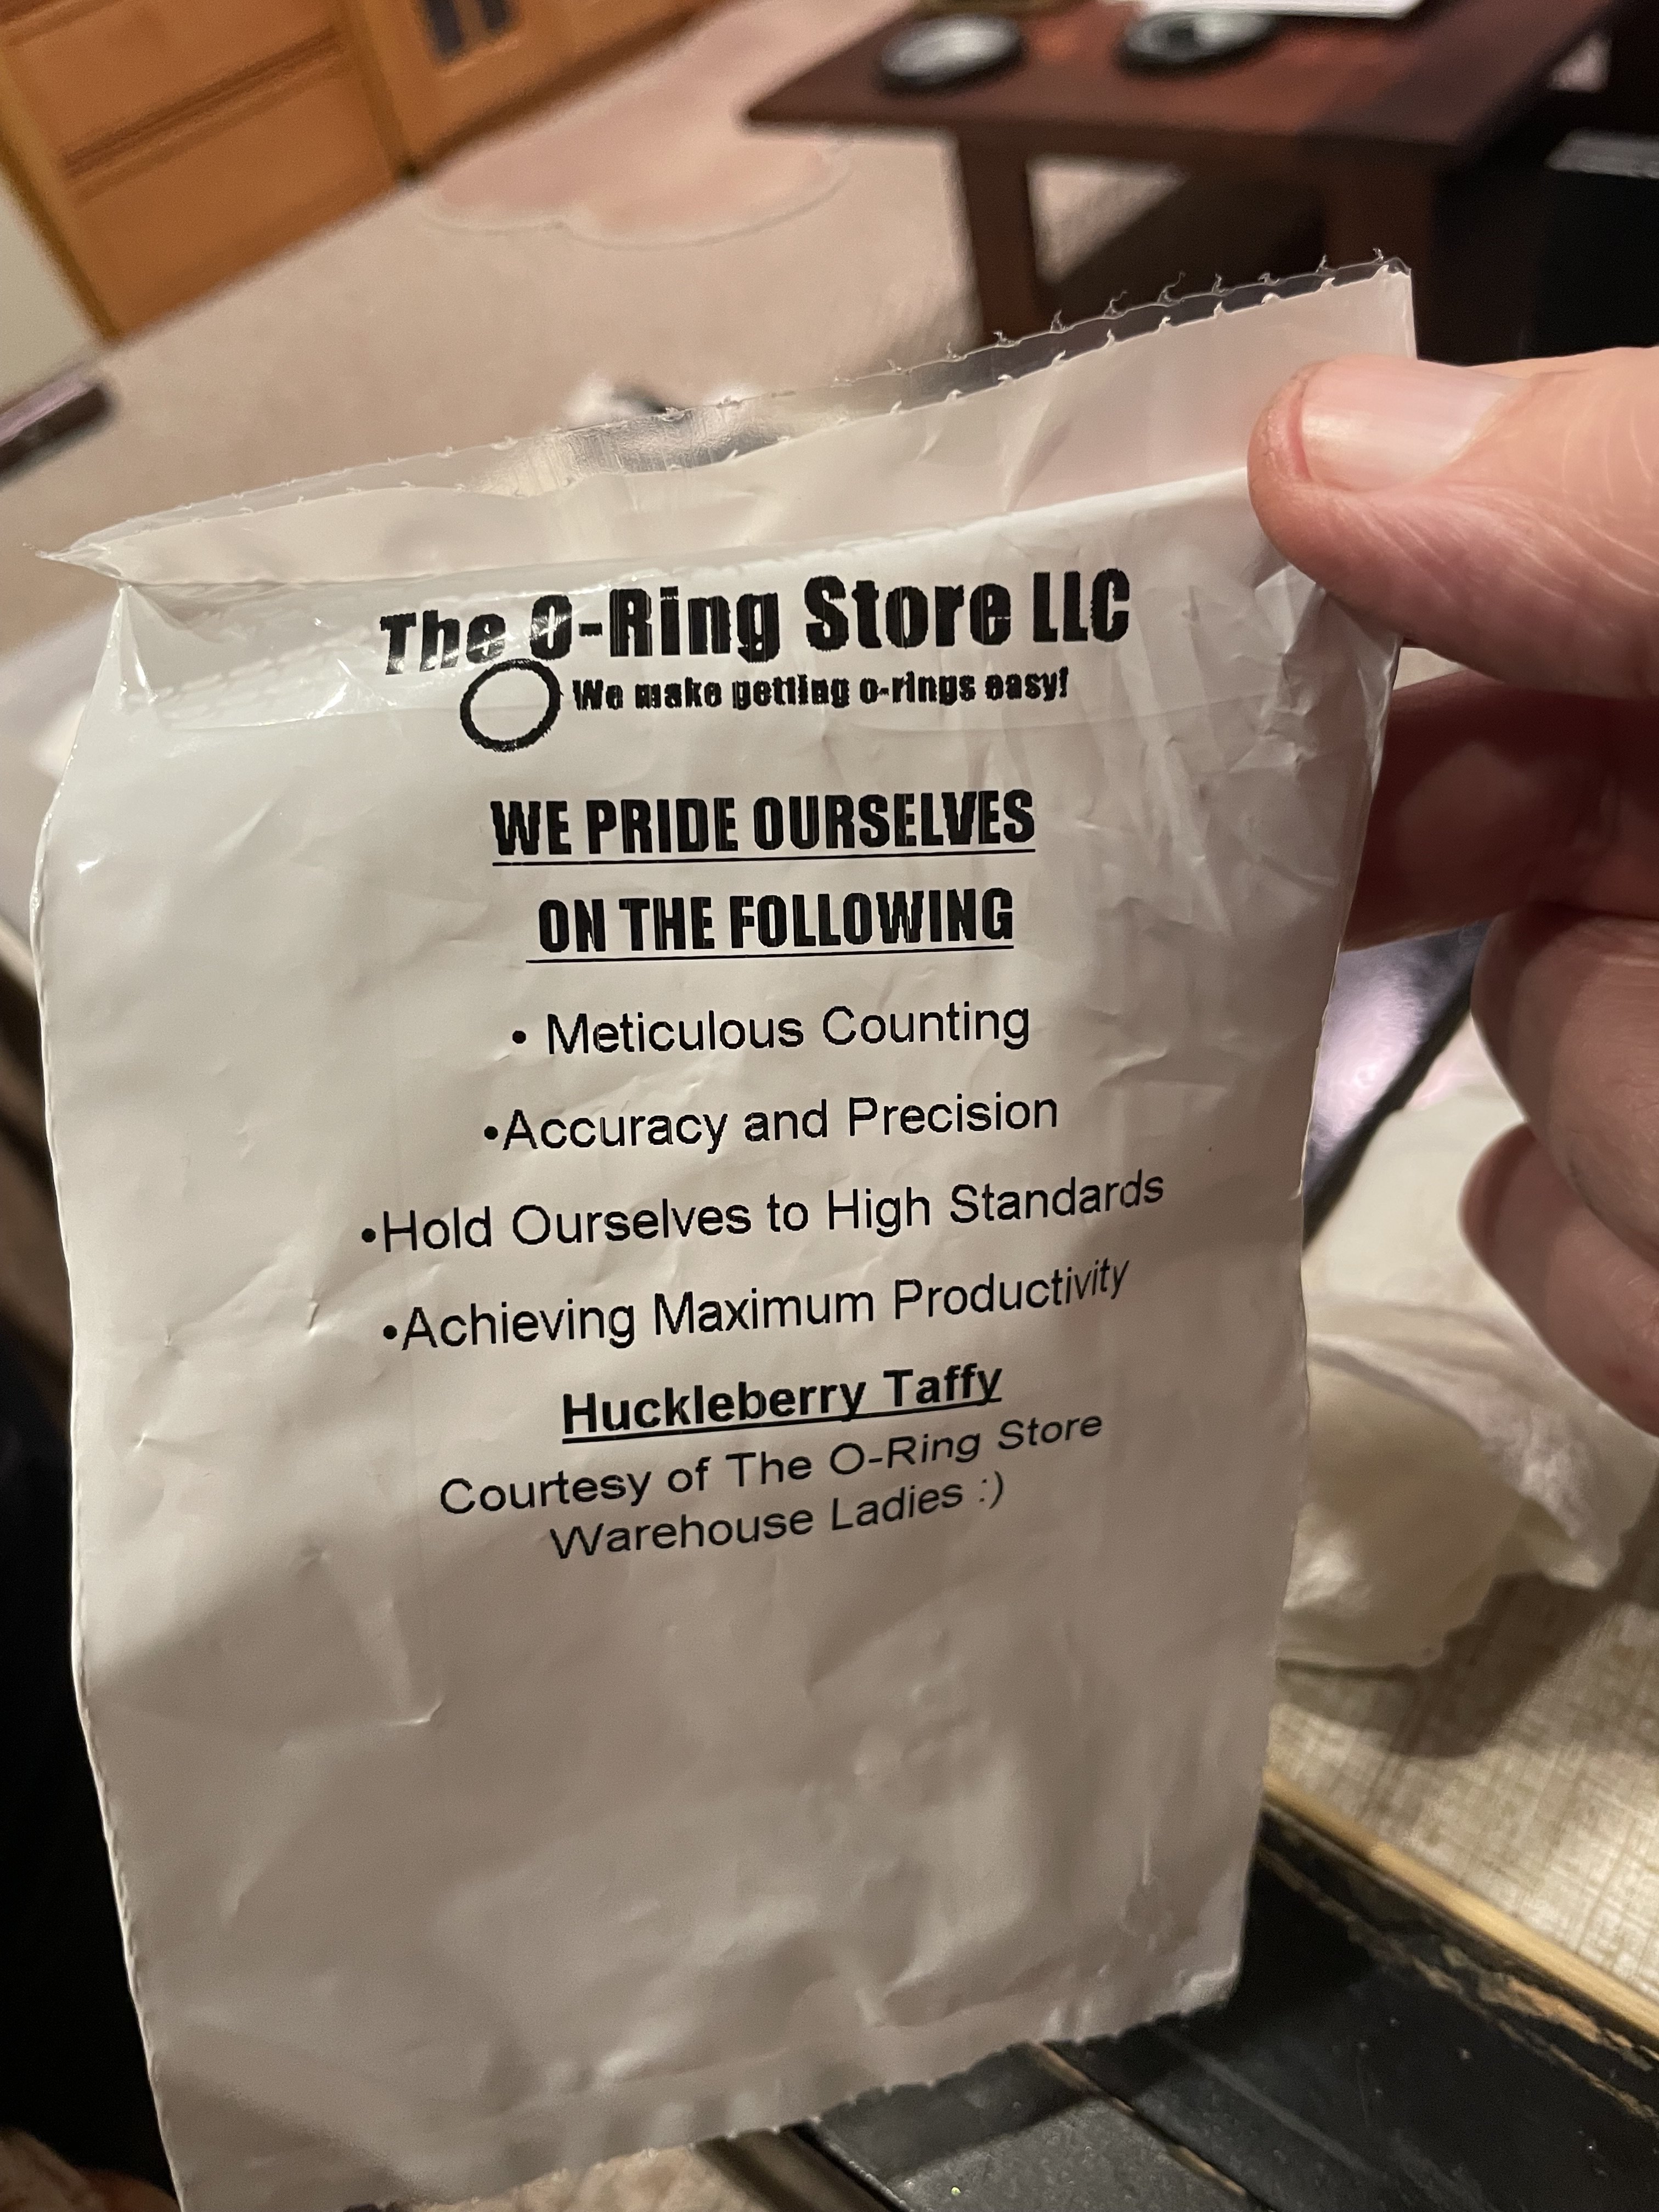 The O-Ring Store LLC
We make getting o-rings easy!
WE PRIDE OURSELVES
ON THE FOLLOWING
• Meticulous Counting
•Accuracy and Precision
•Hold Ourselves to High Standards
•Achieving Maximum Productivity
Huckleberry Taffy
Courtesy of The O-Ring Store
Warehouse Ladies :)